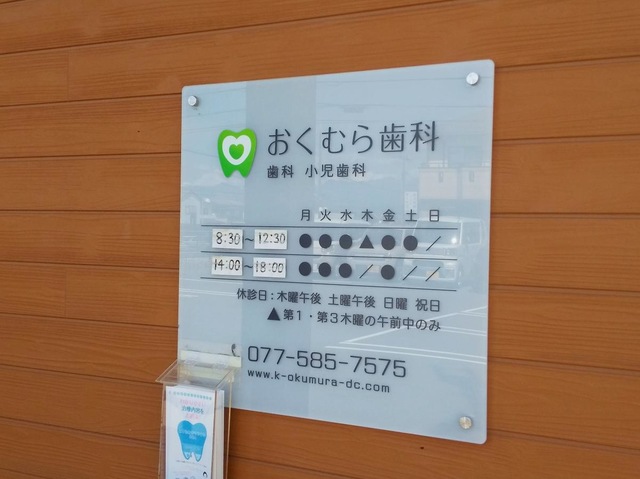 おくむら歯科
歯科 小児歯科
月 火 水 木 金 土 日
8:30 ～ 12:30 ● ● ● ▲ ● ● ／
14:00 ～ 18:00 ● ● ● ／ ● ／ ／
休診日：木曜午後 土曜午後 日曜 祝日
▲第1・第3木曜の午前中のみ
077-585-7575
www.k-okumura-dc.com